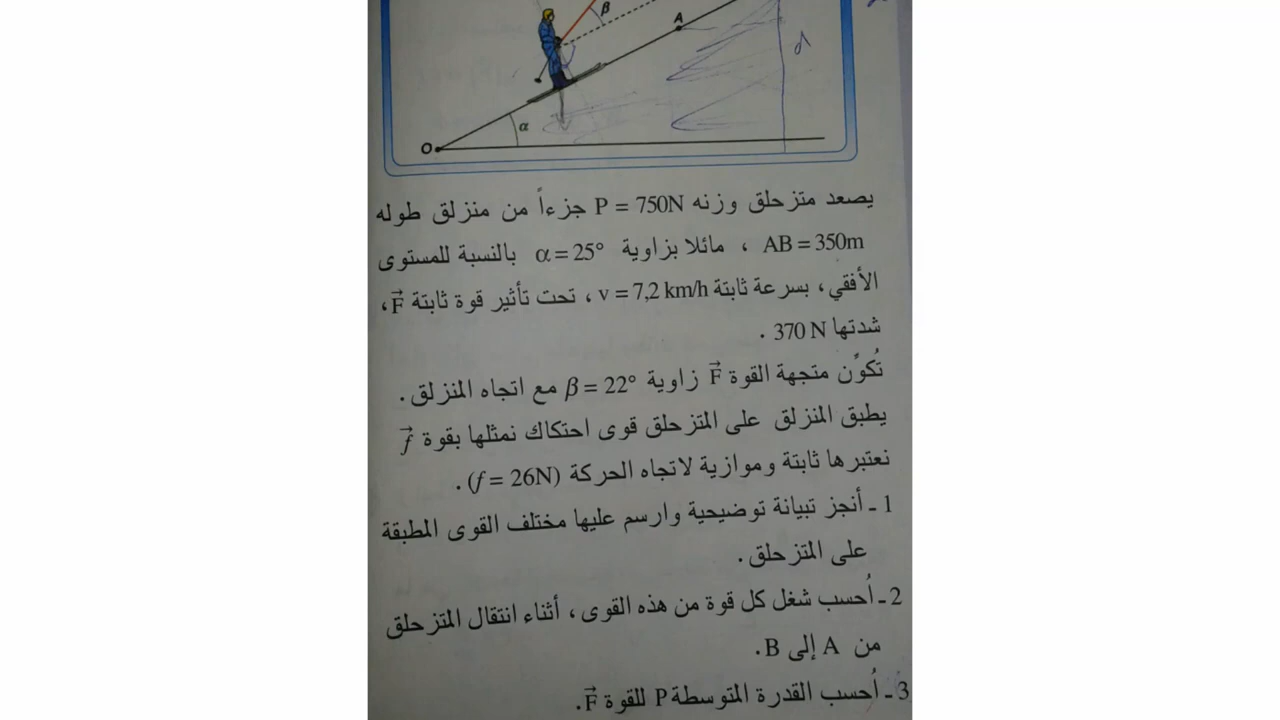 β
A
d
α
O
يصعد متزحلق وزنه P = 750N جزءاً من منزلق طوله
AB = 350m ، مائلا بزاوية α = 25° بالنسبة للمستوى
الأفقي، بسرعة ثابتة v = 7,2 km/h ، تحت تأثير قوة ثابتة F⃗ ،
شدتها 370 N .
تُكوِّن متجهة القوة F⃗ زاوية β = 22° مع اتجاه المنزلق .
يطبق المنزلق على المتزحلق قوى احتكاك نمثلها بقوة f⃗
نعتبرها ثابتة وموازية لاتجاه الحركة (f = 26N) .
1 ـ أنجز تبيانة توضيحية وارسم عليها مختلف القوى المطبقة
على المتزحلق .
2 ـ أُحسب شغل كل قوة من هذه القوى ، أثناء انتقال المتزحلق
من A إلى B .
3 ـ أُحسب القدرة المتوسطة P للقوة F⃗ .